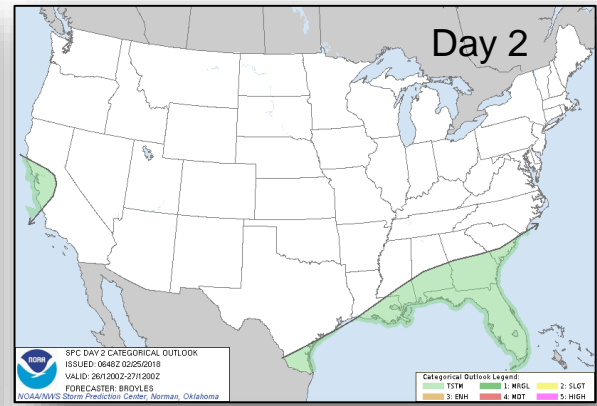 Day 2
NOAA
SPC DAY 2 CATEGORICAL OUTLOOK
ISSUED: 0648Z 02/25/2018
VALID: 26/1200Z-27/1200Z
FORECASTER: BROYLES
NOAA/NWS Storm Prediction Center, Norman, Oklahoma
Categorical Outlook Legend:
TSTM 1: MRGL 2: SLGT
3: ENH 4: MDT 5: HIGH